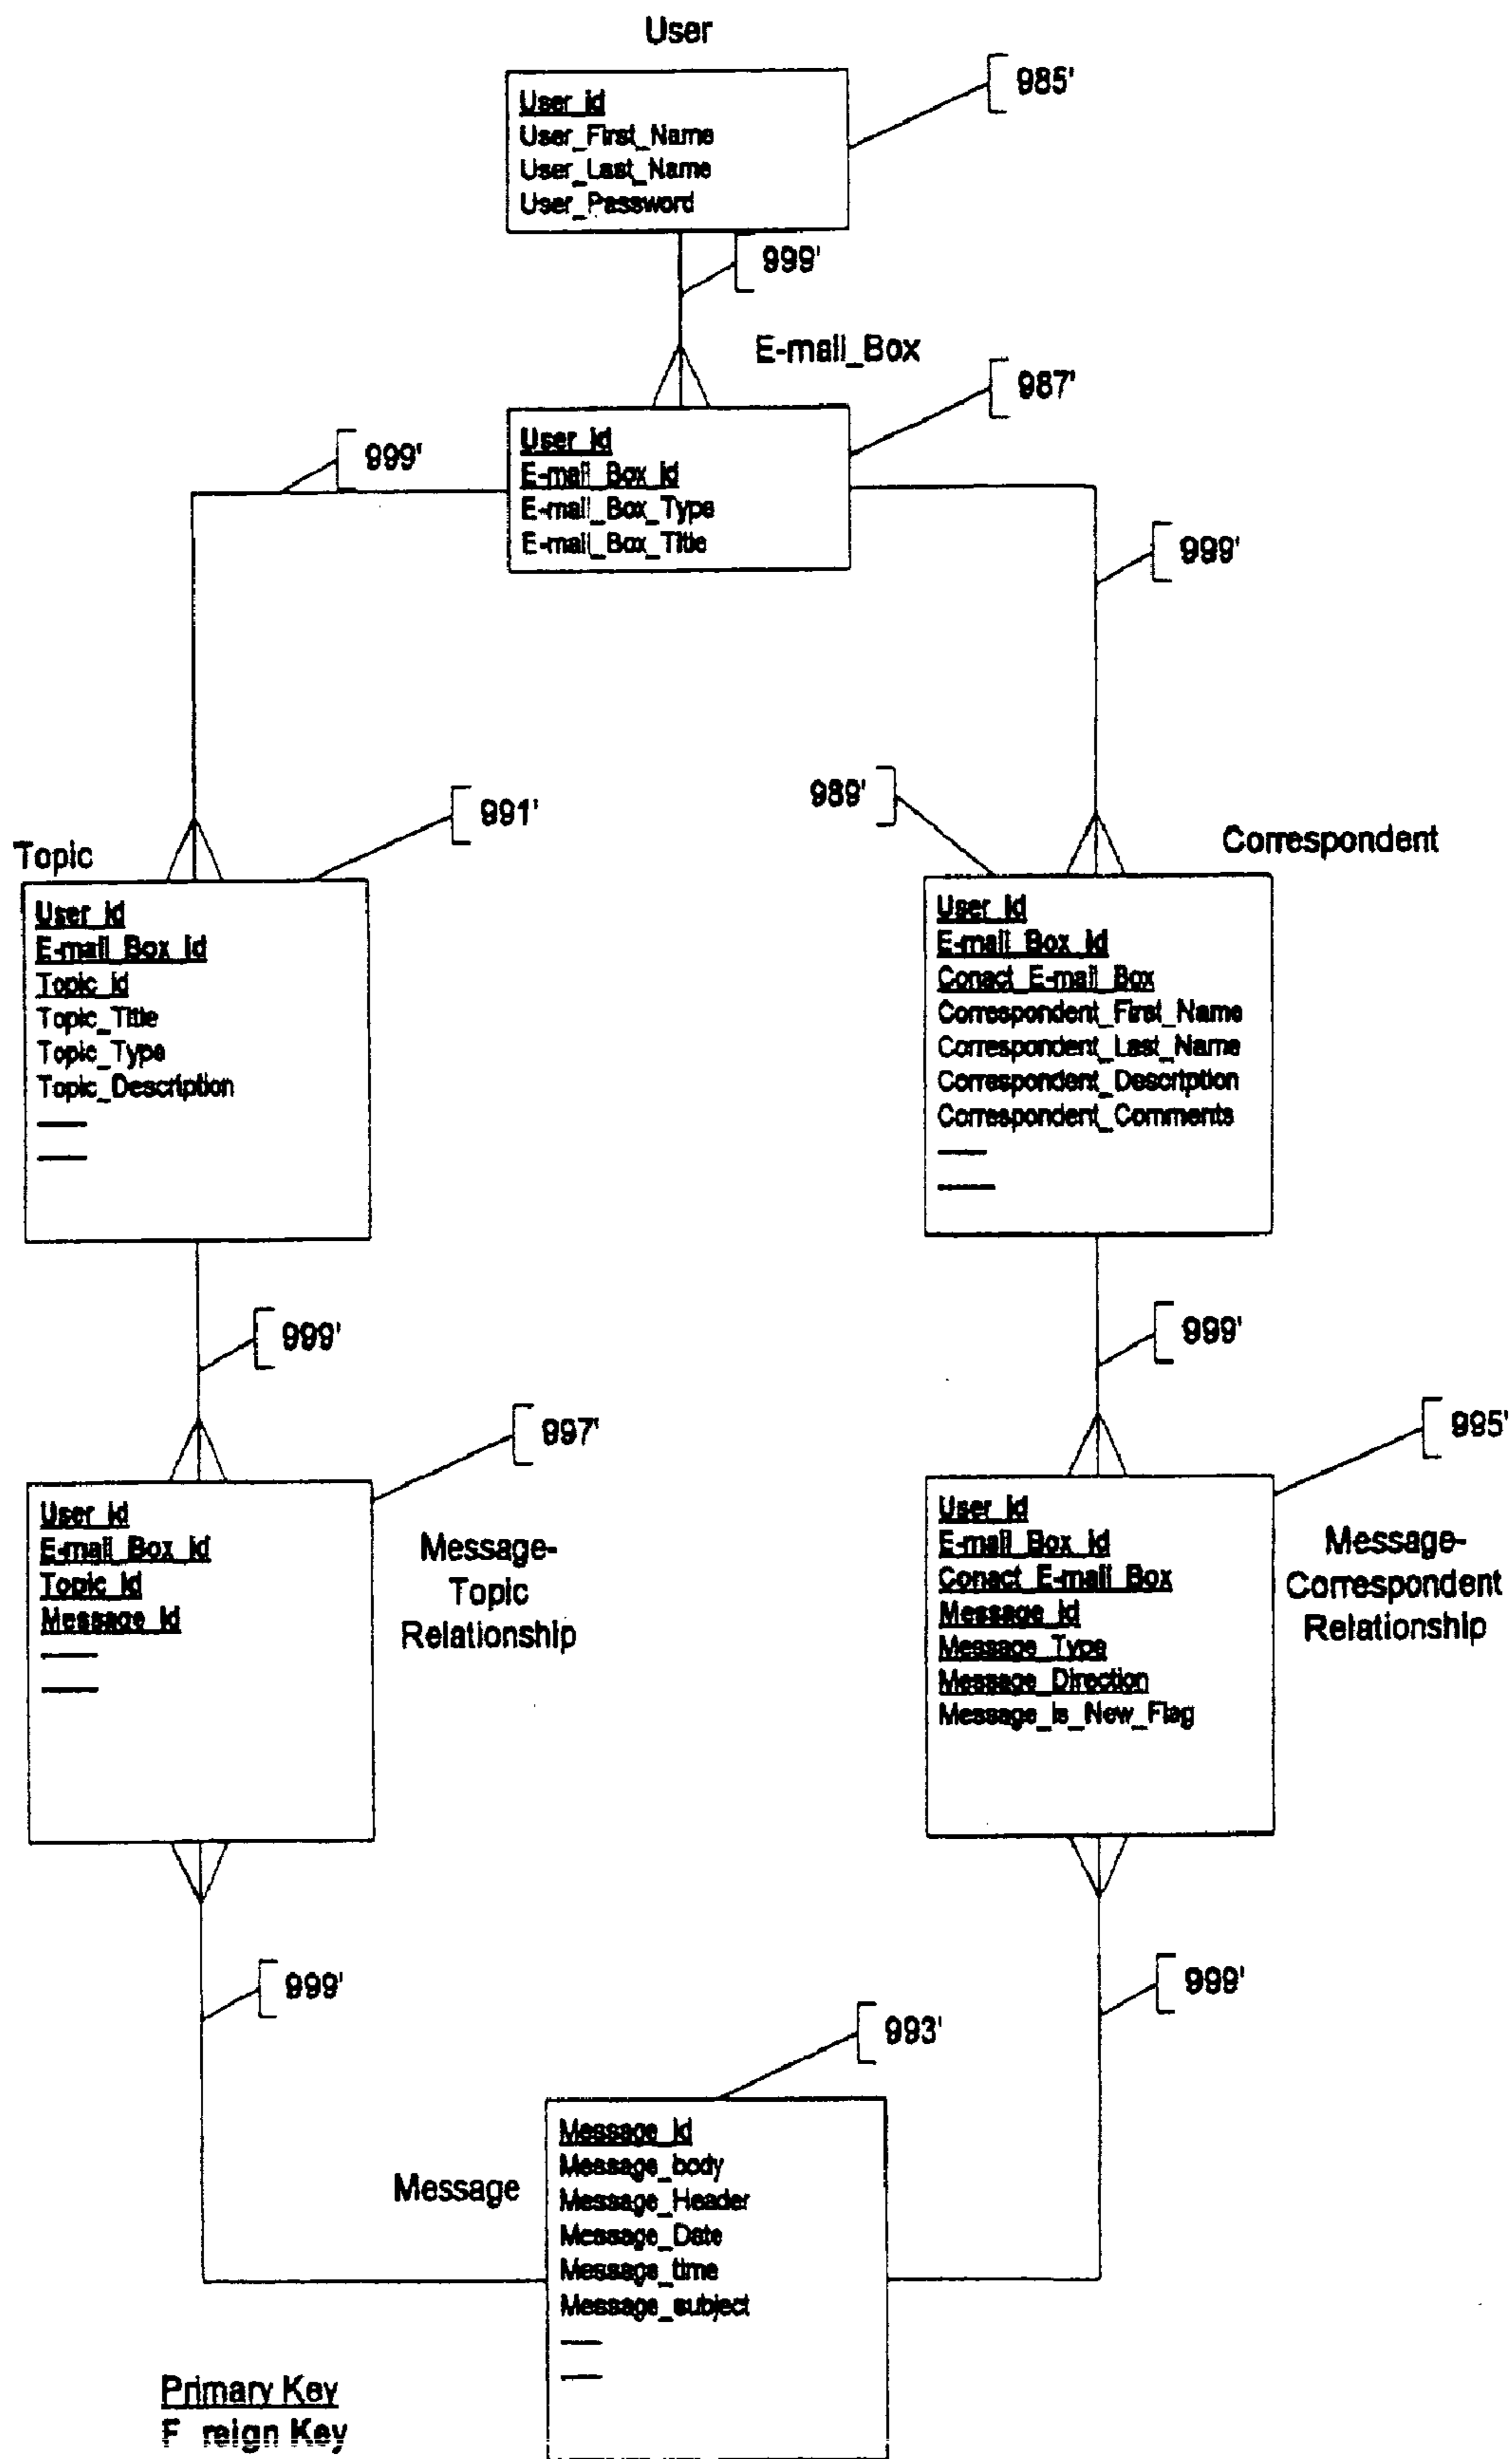 User
985'
User_id
User_First_Name
User_Last_Name
User_Password
999'
E-mail_Box
987'
User_id
E-mail_Box_id
E-mail_Box_Type
E-mail_Box_Title
999'
999'
Topic
991'
User_id
E-mail_Box_id
Topic_id
Topic_Title
Topic_Type
Topic_Description
989'
Correspondent
User_id
E-mail_Box_id
Conact_E-mail_Box
Correspondent_First_Name
Correspondent_Last_Name
Correspondent_Description
Correspondent_Comments
999'
999'
997'
Message-
Topic
Relationship
User_id
E-mail_Box_id
Topic_id
Message_id
995'
Message-
Correspondent
Relationship
User_id
E-mail_Box_id
Conact_E-mail_Box
Message_id
Message_Type
Message_Direction
Message_Is_New_Flag
999'
999'
993'
Message
Message_id
Message_body
Message_Header
Message_Date
Message_time
Message_subject
Primary Key
F reign Key